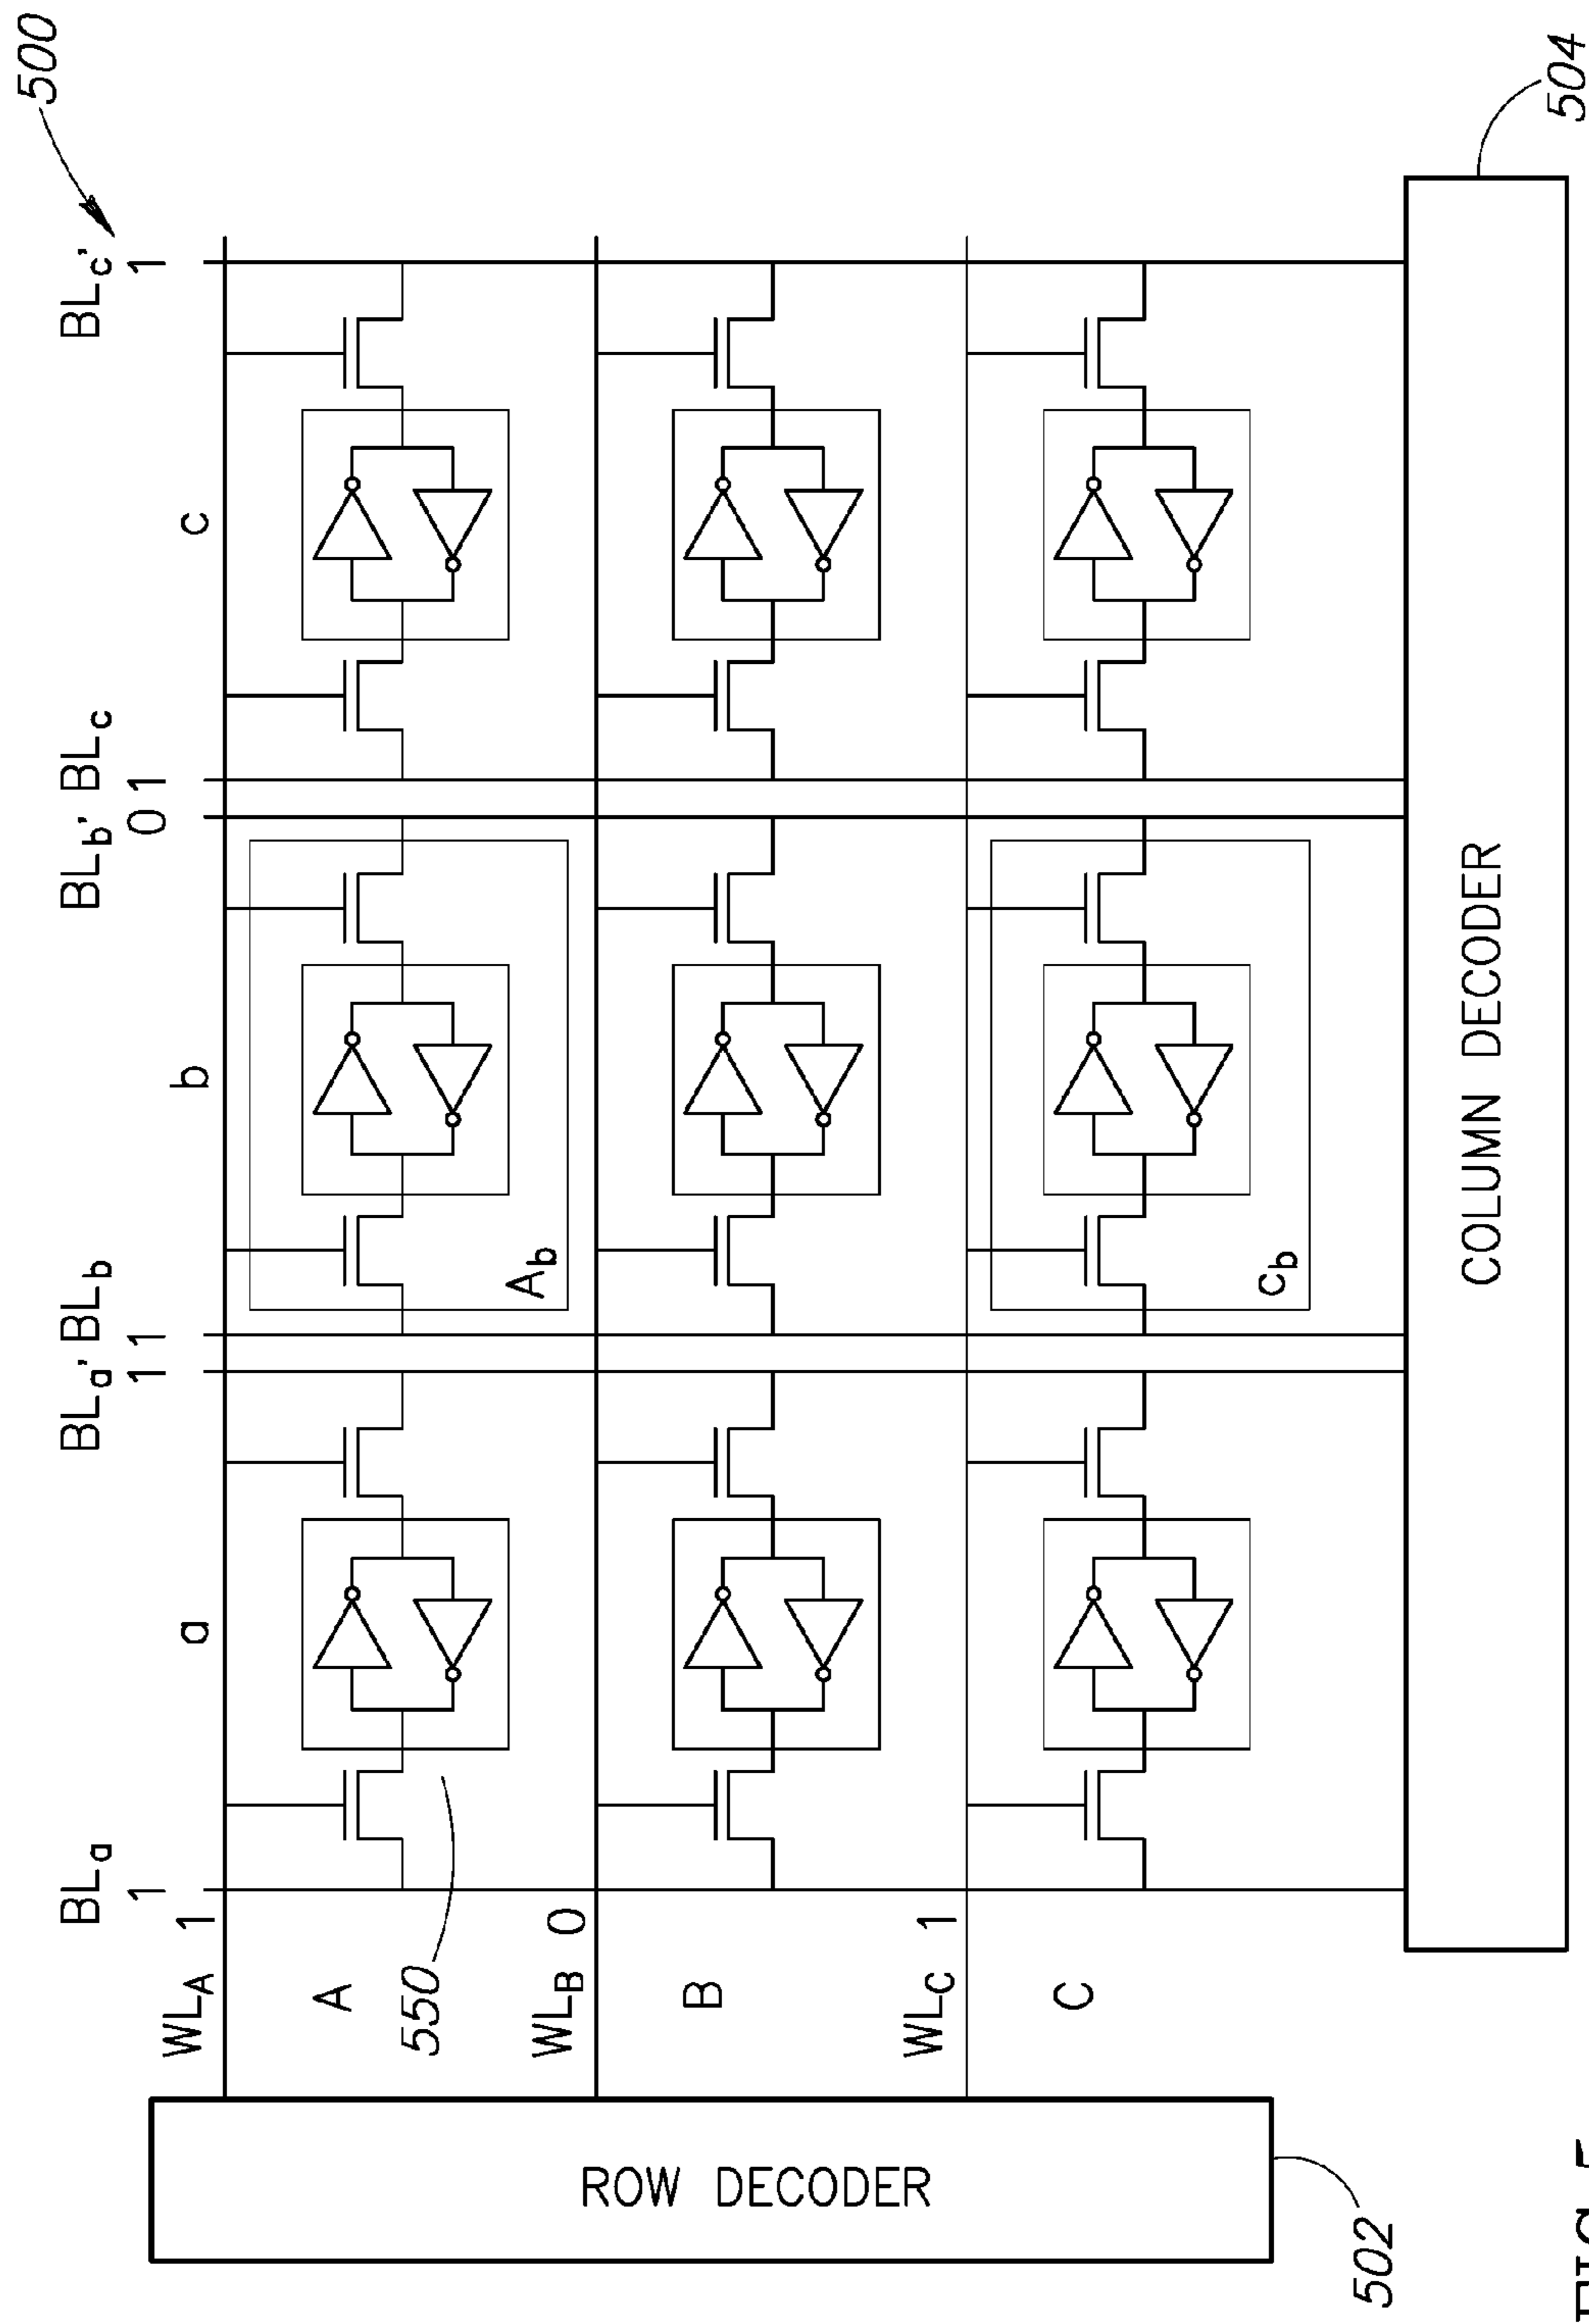 500
BLa BLa' BLb BLb' BLc BLc'
1 1 1 0 1 1
a b c
WLA 1
A
550
Ab
WLB 0
B
WLC 1
C
cb
ROW DECODER
502
COLUMN DECODER
504